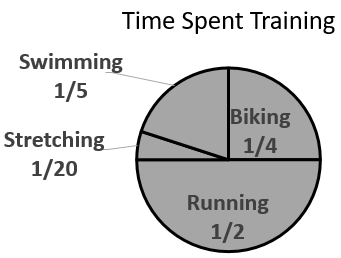 Time Spent Training
Swimming
1/5
Biking
1/4
Stretching
1/20
Running
1/2